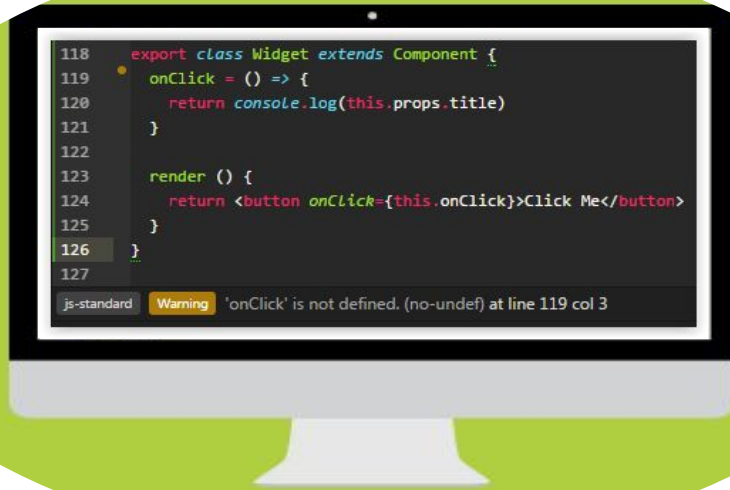 118 export class Widget extends Component {
119 onClick = () => {
120 return console.log(this.props.title)
121 }
122
123 render () {
124 return <button onClick={this.onClick}>Click Me</button>
125 }
126 }
127
js-standard Warning 'onClick' is not defined. (no-undef) at line 119 col 3